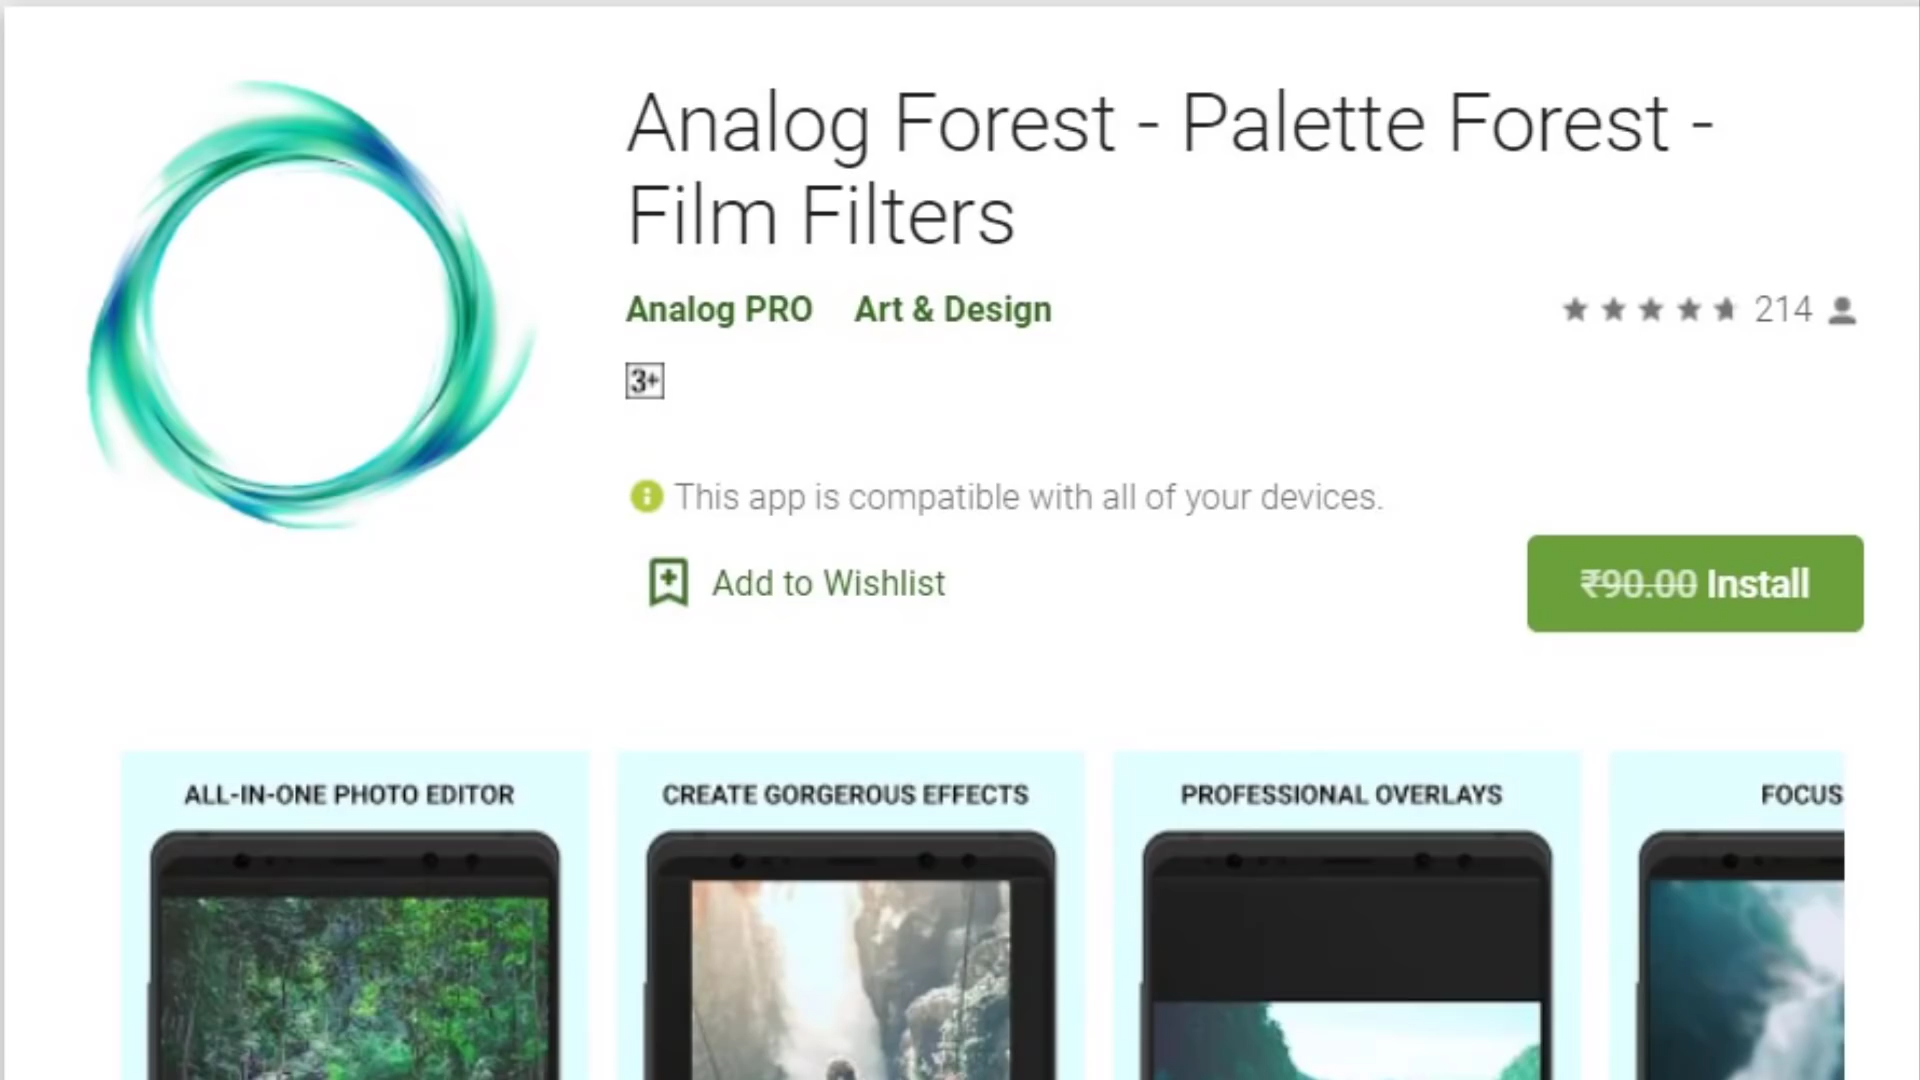 Analog Forest - Palette Forest -
Film Filters
Analog PRO Art & Design
214
3+
This app is compatible with all of your devices.
Add to Wishlist
₹90.00 Install
ALL-IN-ONE PHOTO EDITOR
CREATE GORGEROUS EFFECTS
PROFESSIONAL OVERLAYS
FOCUS